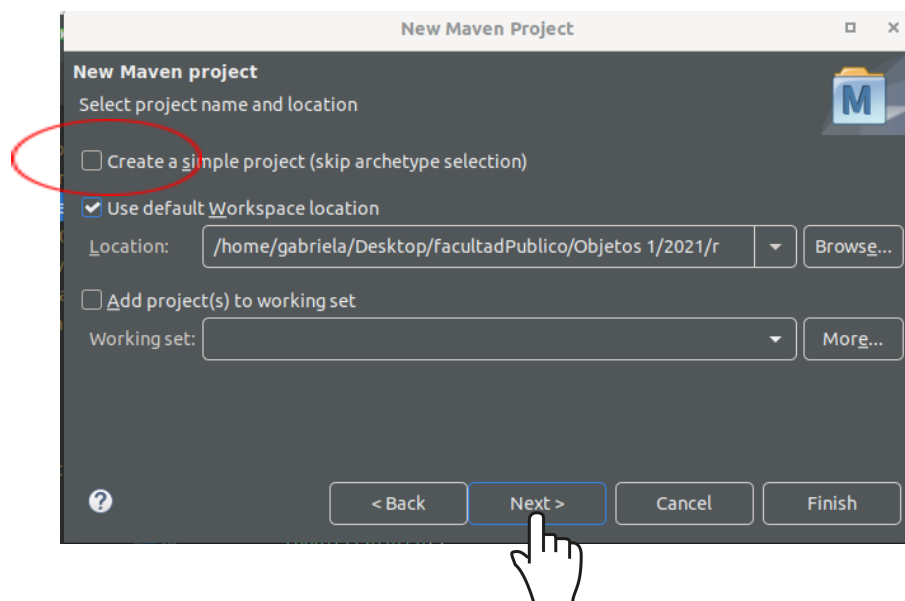 New Maven Project
New Maven project
Select project name and location
M
Create a simple project (skip archetype selection)
Use default Workspace location
Location: /home/gabriela/Desktop/facultadPublico/Objetos 1/2021/r Browse...
Add project(s) to working set
Working set: More...
? < Back Next > Cancel Finish